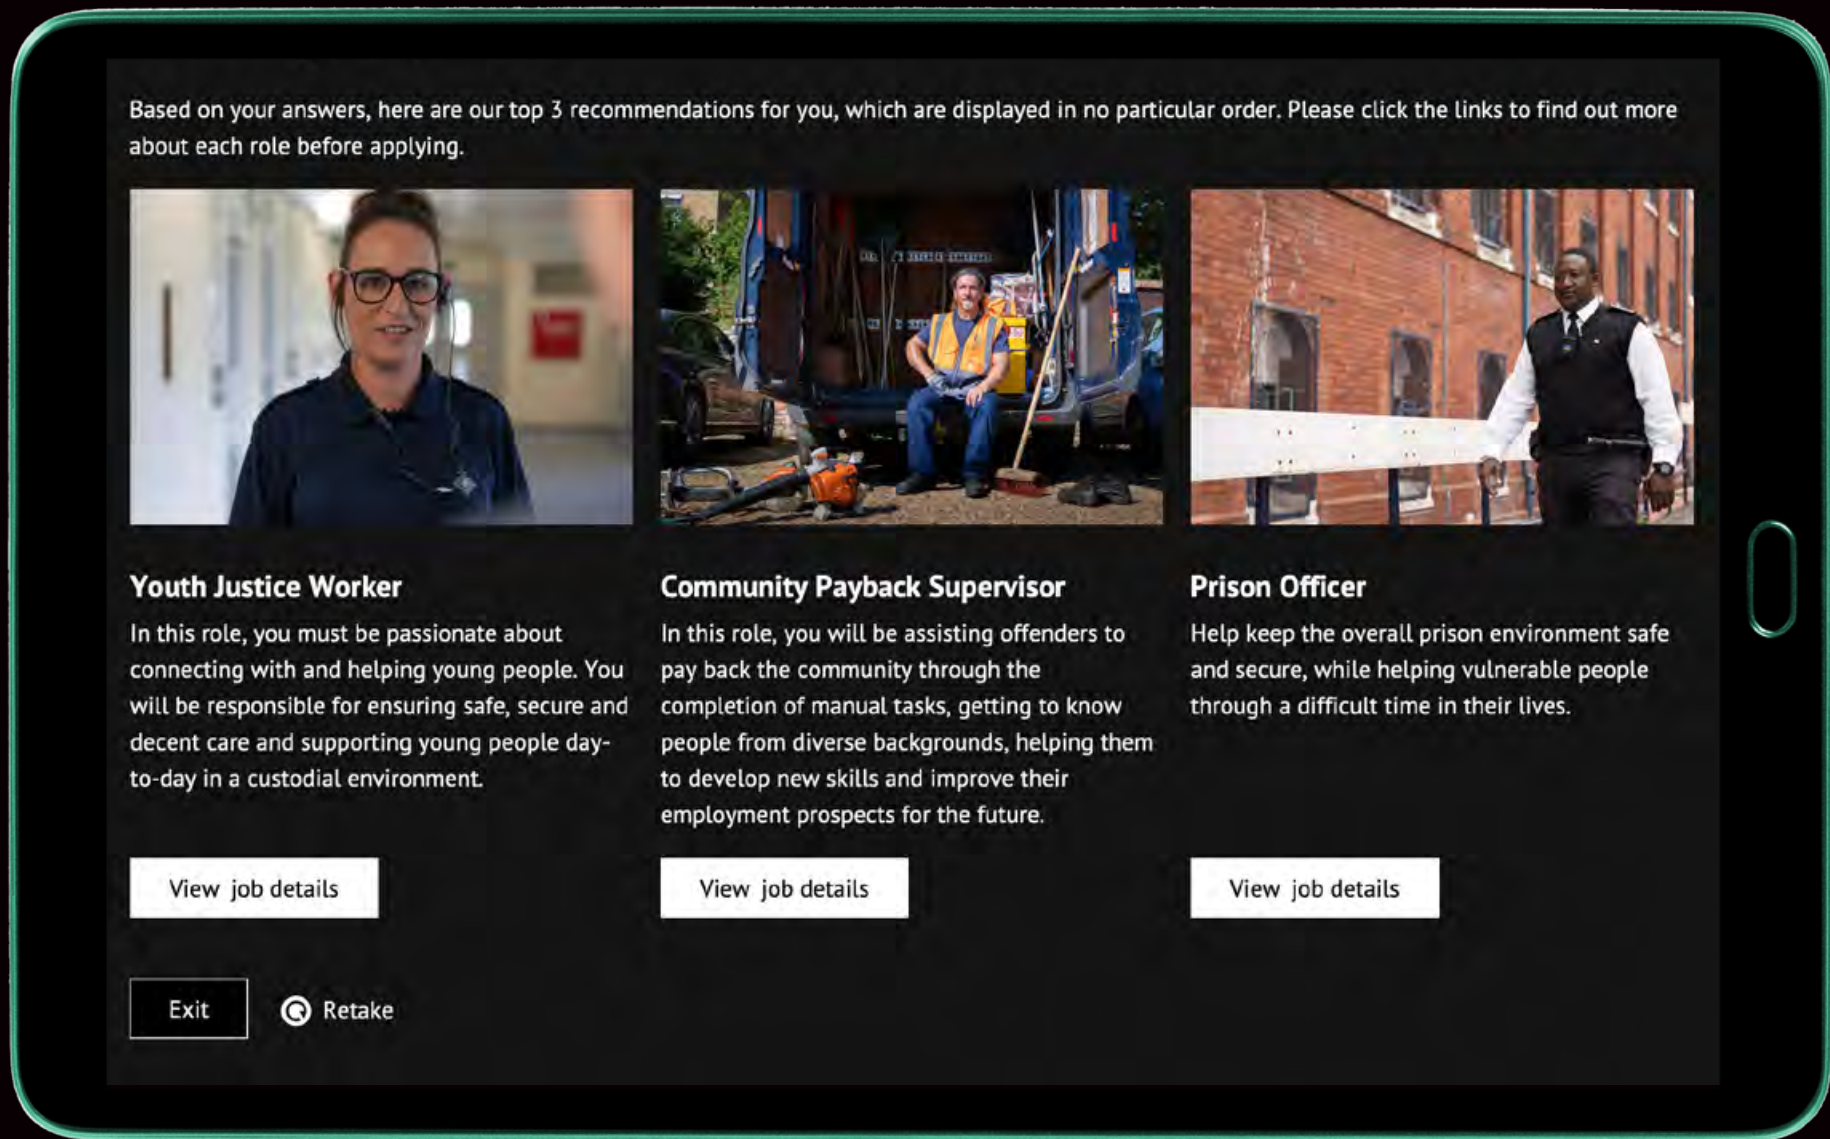 Based on your answers, here are our top 3 recommendations for you, which are displayed in no particular order. Please click the links to find out more
about each role before applying.
Youth Justice Worker
In this role, you must be passionate about
connecting with and helping young people. You
will be responsible for ensuring safe, secure and
decent care and supporting young people day-
to-day in a custodial environment.
View job details
Community Payback Supervisor
In this role, you will be assisting offenders to
pay back the community through the
completion of manual tasks, getting to know
people from diverse backgrounds, helping them
to develop new skills and improve their
employment prospects for the future.
View job details
Prison Officer
Help keep the overall prison environment safe
and secure, while helping vulnerable people
through a difficult time in their lives.
View job details
Exit
Retake